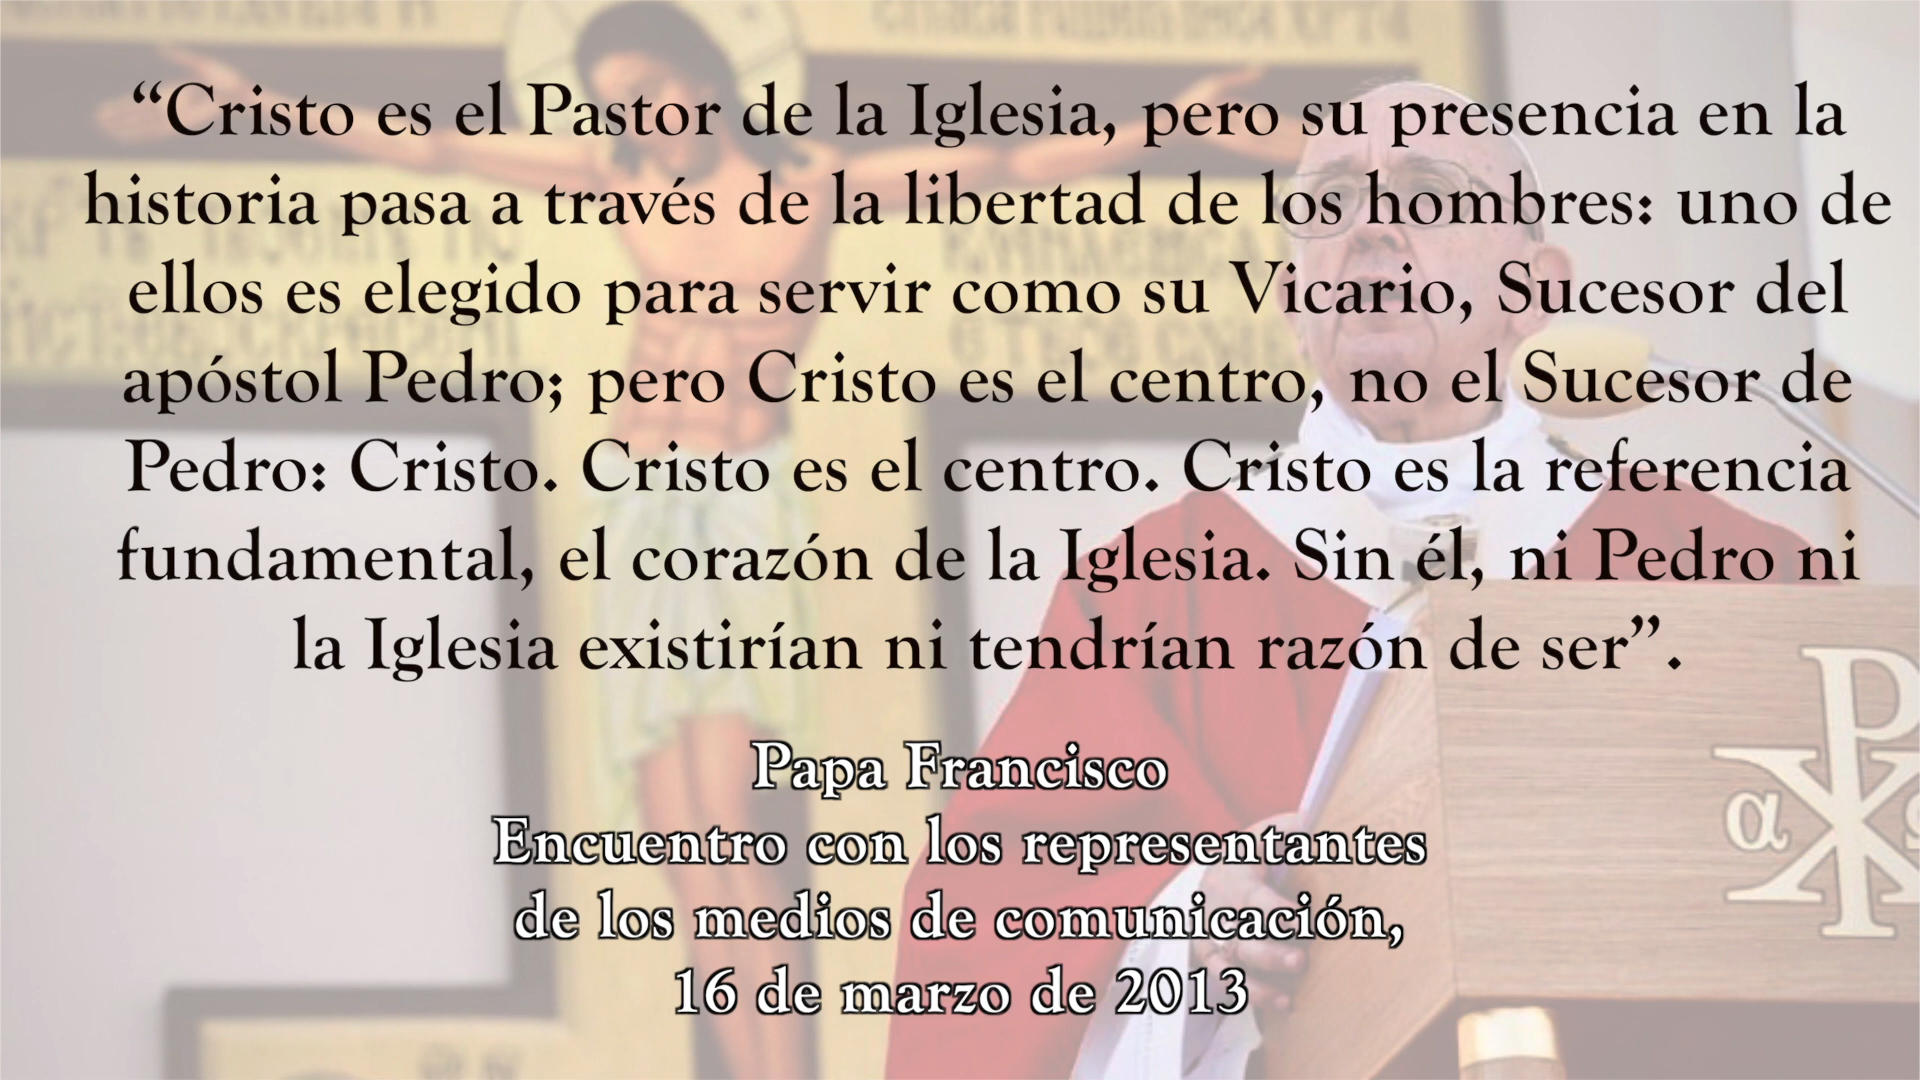 “Cristo es el Pastor de la Iglesia, pero su presencia en la
historia pasa a través de la libertad de los hombres: uno de
ellos es elegido para servir como su Vicario, Sucesor del
apóstol Pedro; pero Cristo es el centro, no el Sucesor de
Pedro: Cristo. Cristo es el centro. Cristo es la referencia
fundamental, el corazón de la Iglesia. Sin él, ni Pedro ni
la Iglesia existirían ni tendrían razón de ser”.
Papa Francisco
Encuentro con los representantes
de los medios de comunicación,
16 de marzo de 2013